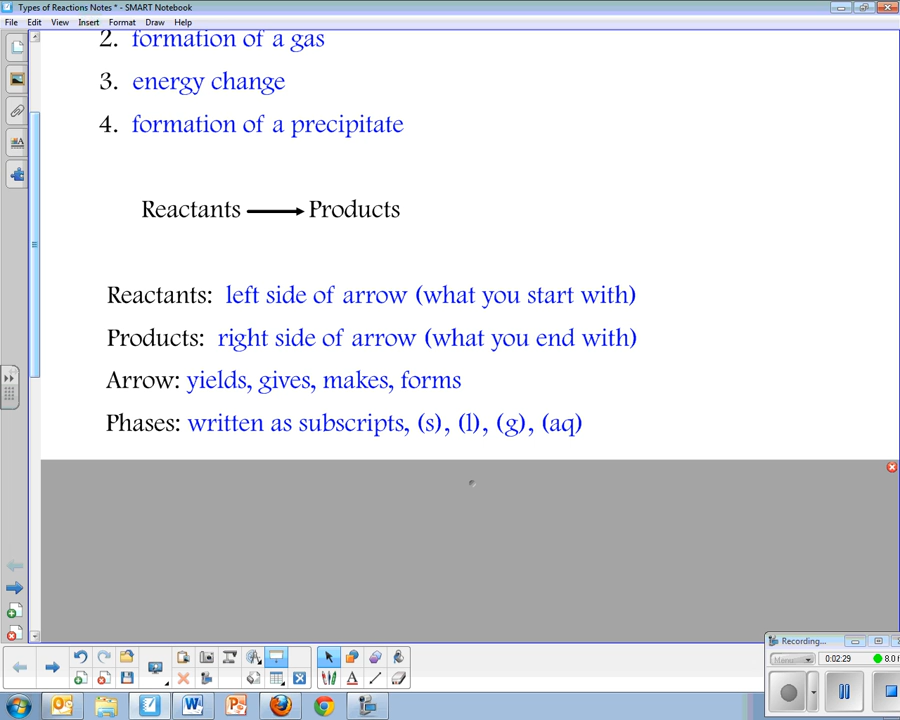 Types of Reactions Notes * - SMART Notebook
File Edit View Insert Format Draw Help
2. formation of a gas
3. energy change
4. formation of a precipitate
Reactants Products
Reactants: left side of arrow (what you start with)
Products: right side of arrow (what you end with)
Arrow: yields, gives, makes, forms
Phases: written as subscripts, (s), (l), (g), (aq)
Recording...
0:02:29
8.0 f